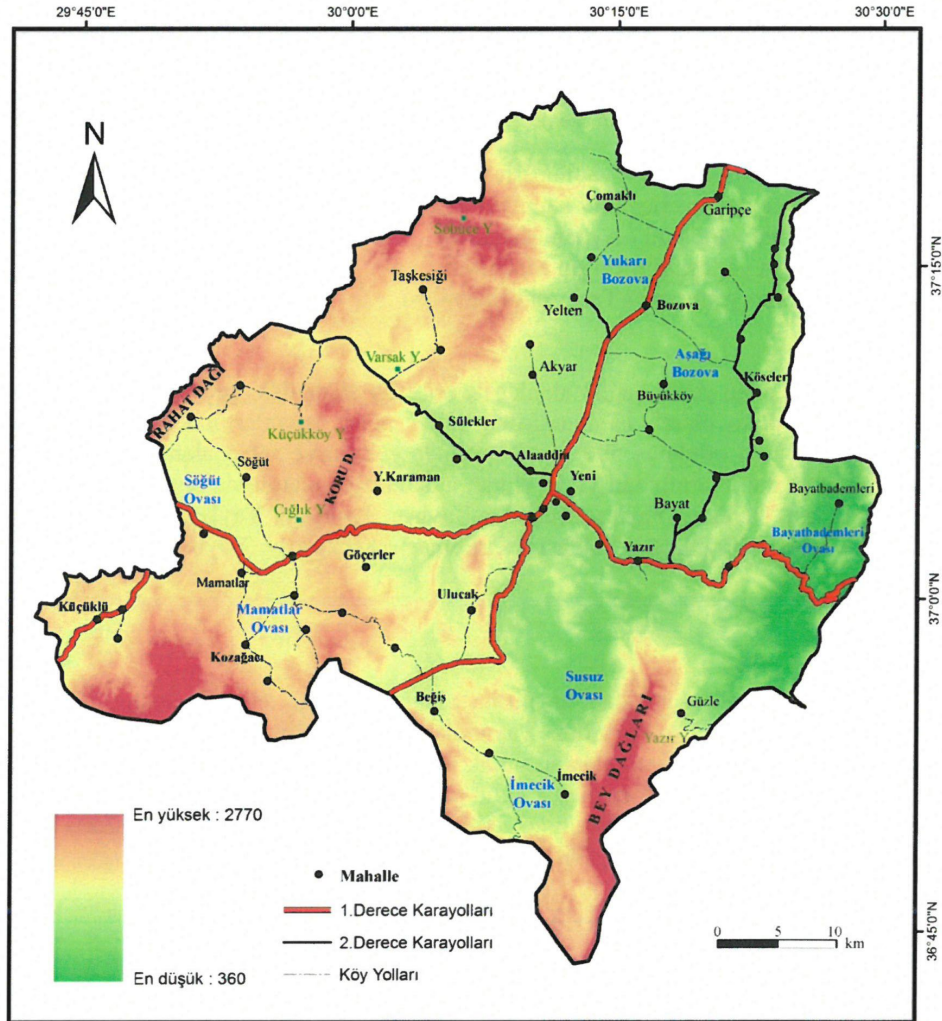 29°45'0"E
30°0'0"E
30°15'0"E
30°30'0"E
N
Çomaklı
Garipçe
Söbüce Y
Yukarı
Bozova
37°15'0"N
Taşkesiği
Yelten
Bozova
Varsak Y
Akyar
Aşağı
Bozova
Köseler
RAHAT DAĞI
Büyükköy
Küçükköy Y
Sülekler
KORU D.
Alaaddin
Söğüt
Y.Karaman
Yeni
Söğüt
Ovası
Bayatbademleri
Çığlık Y
Bayat
Bayatbademleri
Ovası
Göçerler
Yazır
Mamatlar
Küçüklü
Ulucak
37°0'0"N
Mamatlar
Ovası
Kozağacı
Susuz
Ovası
Beğiş
Güzle
BEY DAĞLARI
Yazır Y
İmecik
İmecik
Ovası
En yüksek : 2770
En düşük : 360
Mahalle
1.Derece Karayolları
2.Derece Karayolları
Köy Yolları
0 5 10
km
36°45'0"N